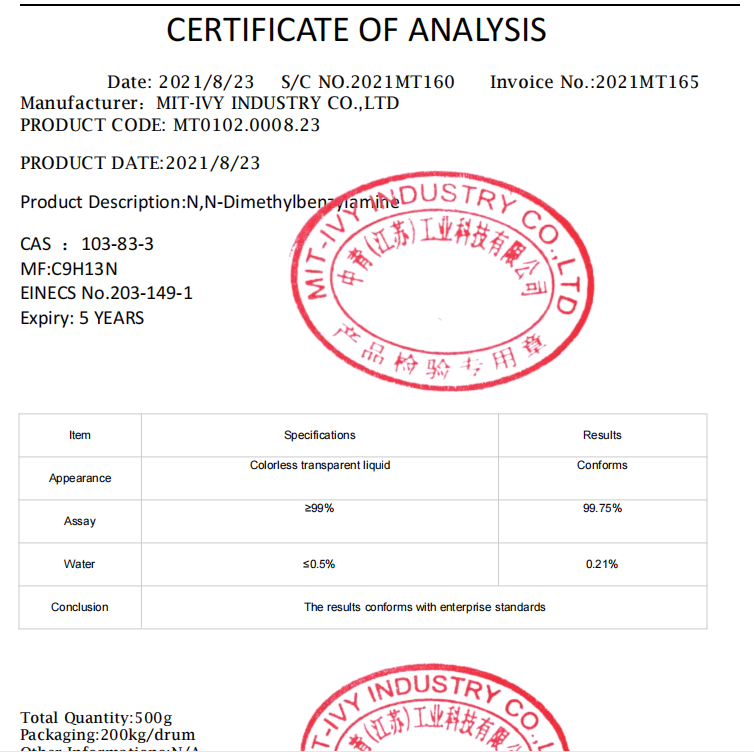 CERTIFICATE OF ANALYSIS
Date: 2021/8/23 S/C NO.2021MT160 Invoice No.:2021MT165
Manufacturer：MIT-IVY INDUSTRY CO.,LTD
PRODUCT CODE: MT0102.0008.23
PRODUCT DATE:2021/8/23
Product Description:N,N-Dimethylbenzylamine
CAS ：103-83-3
MF:C9H13N
EINECS No.203-149-1
Expiry: 5 YEARS
MIT-IVY INDUSTRY CO.,LTD
中青(江苏)工业科技有限公司
产品检验专用章
Item Specifications Results
Appearance Colorless transparent liquid Conforms
Assay ≥99% 99.75%
Water ≤0.5% 0.21%
Conclusion The results conforms with enterprise standards
Total Quantity:500g
Packaging:200kg/drum
Other Informations:N/A
IT-IVY INDUSTRY CO.,L
(江苏)工业科技有限